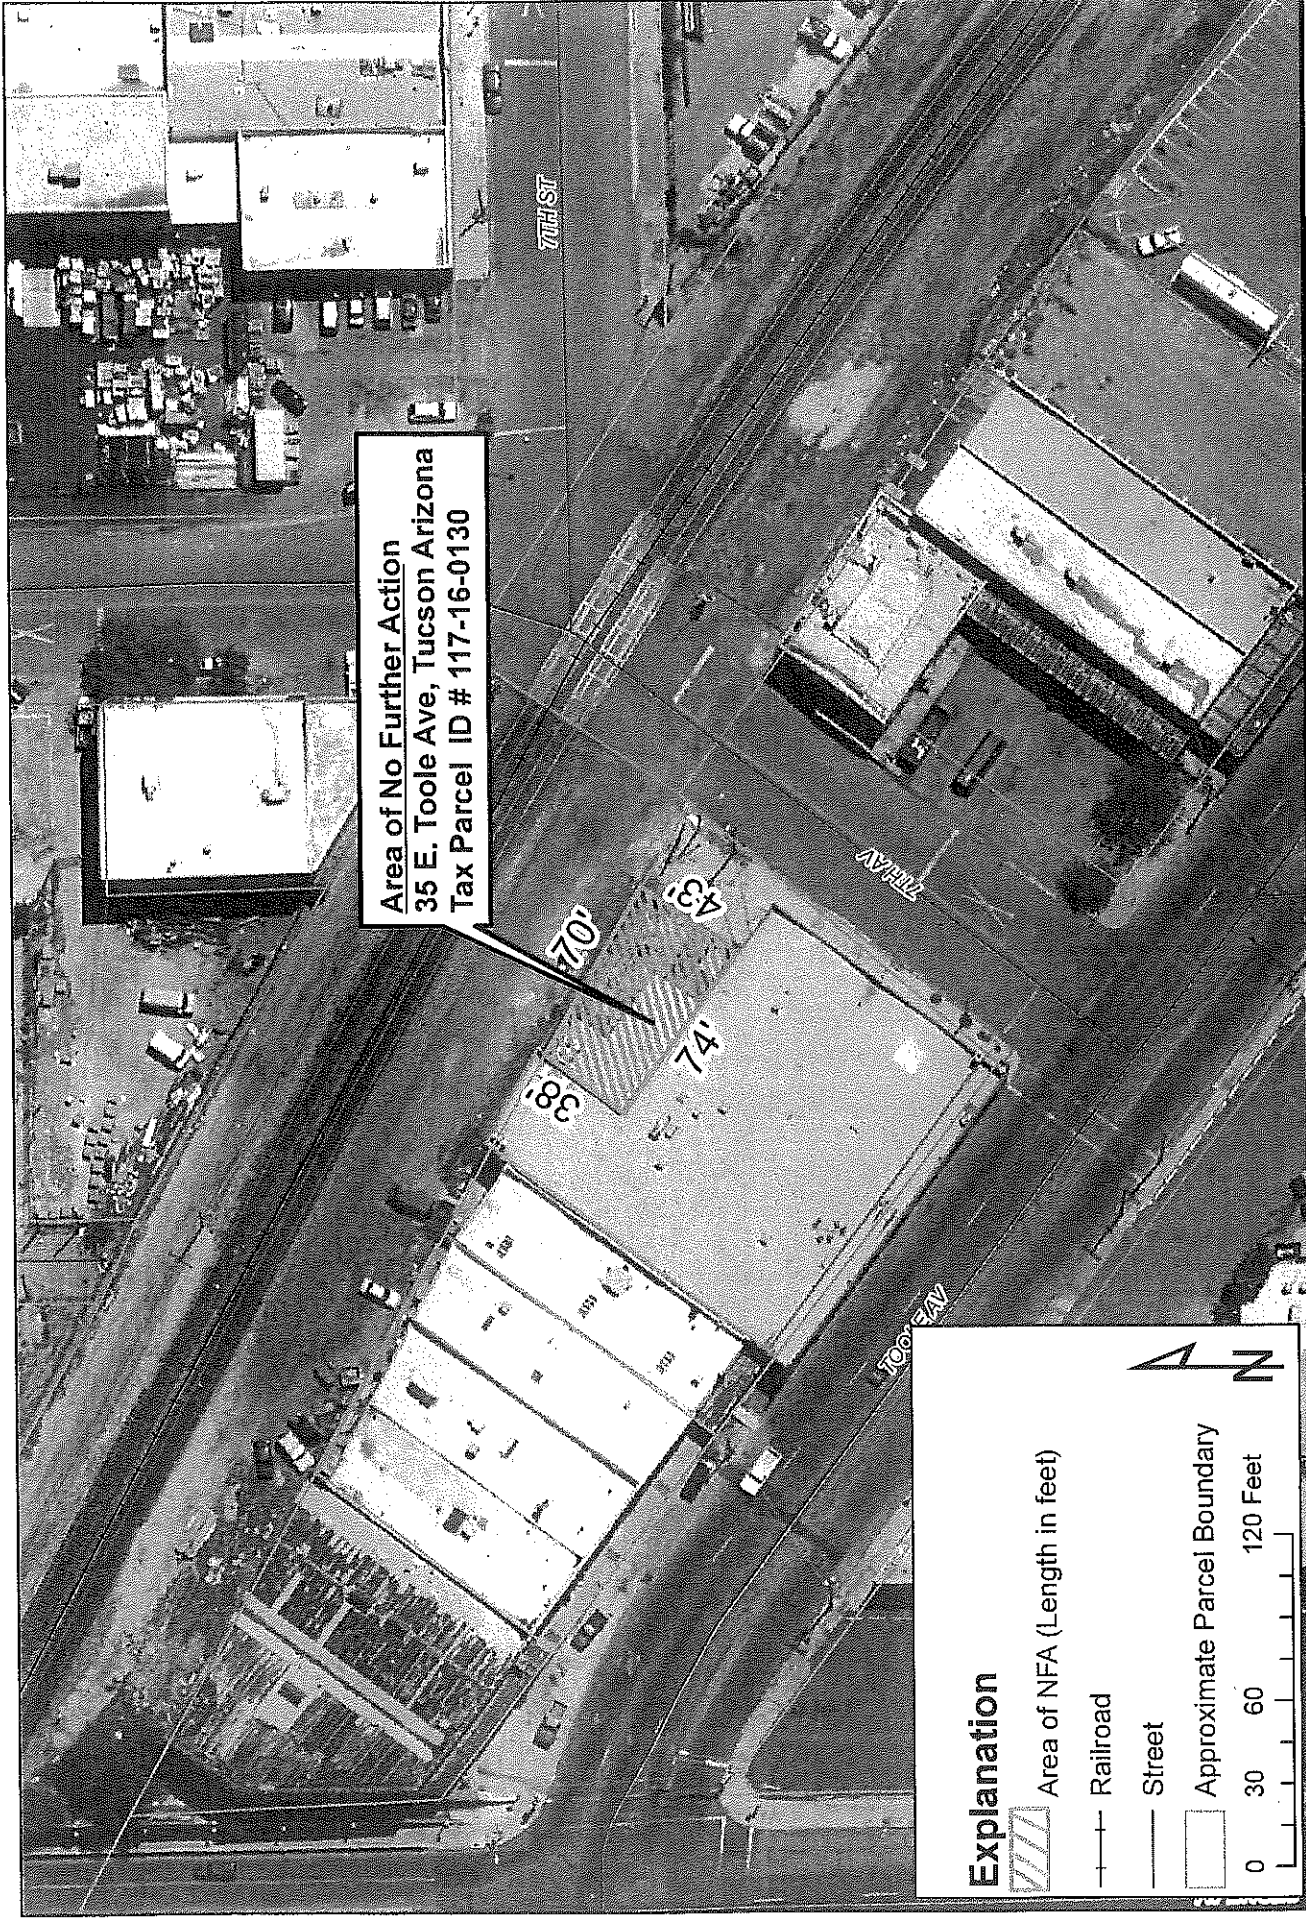 Area of No Further Action
35 E. Toole Ave, Tucson Arizona
Tax Parcel ID # 117-16-0130
7TH ST
70'
43'
38'
74'
7TH AV
Explanation
Area of NFA (Length in feet)
Railroad
Street
Approximate Parcel Boundary
0 30 60 120 Feet
N